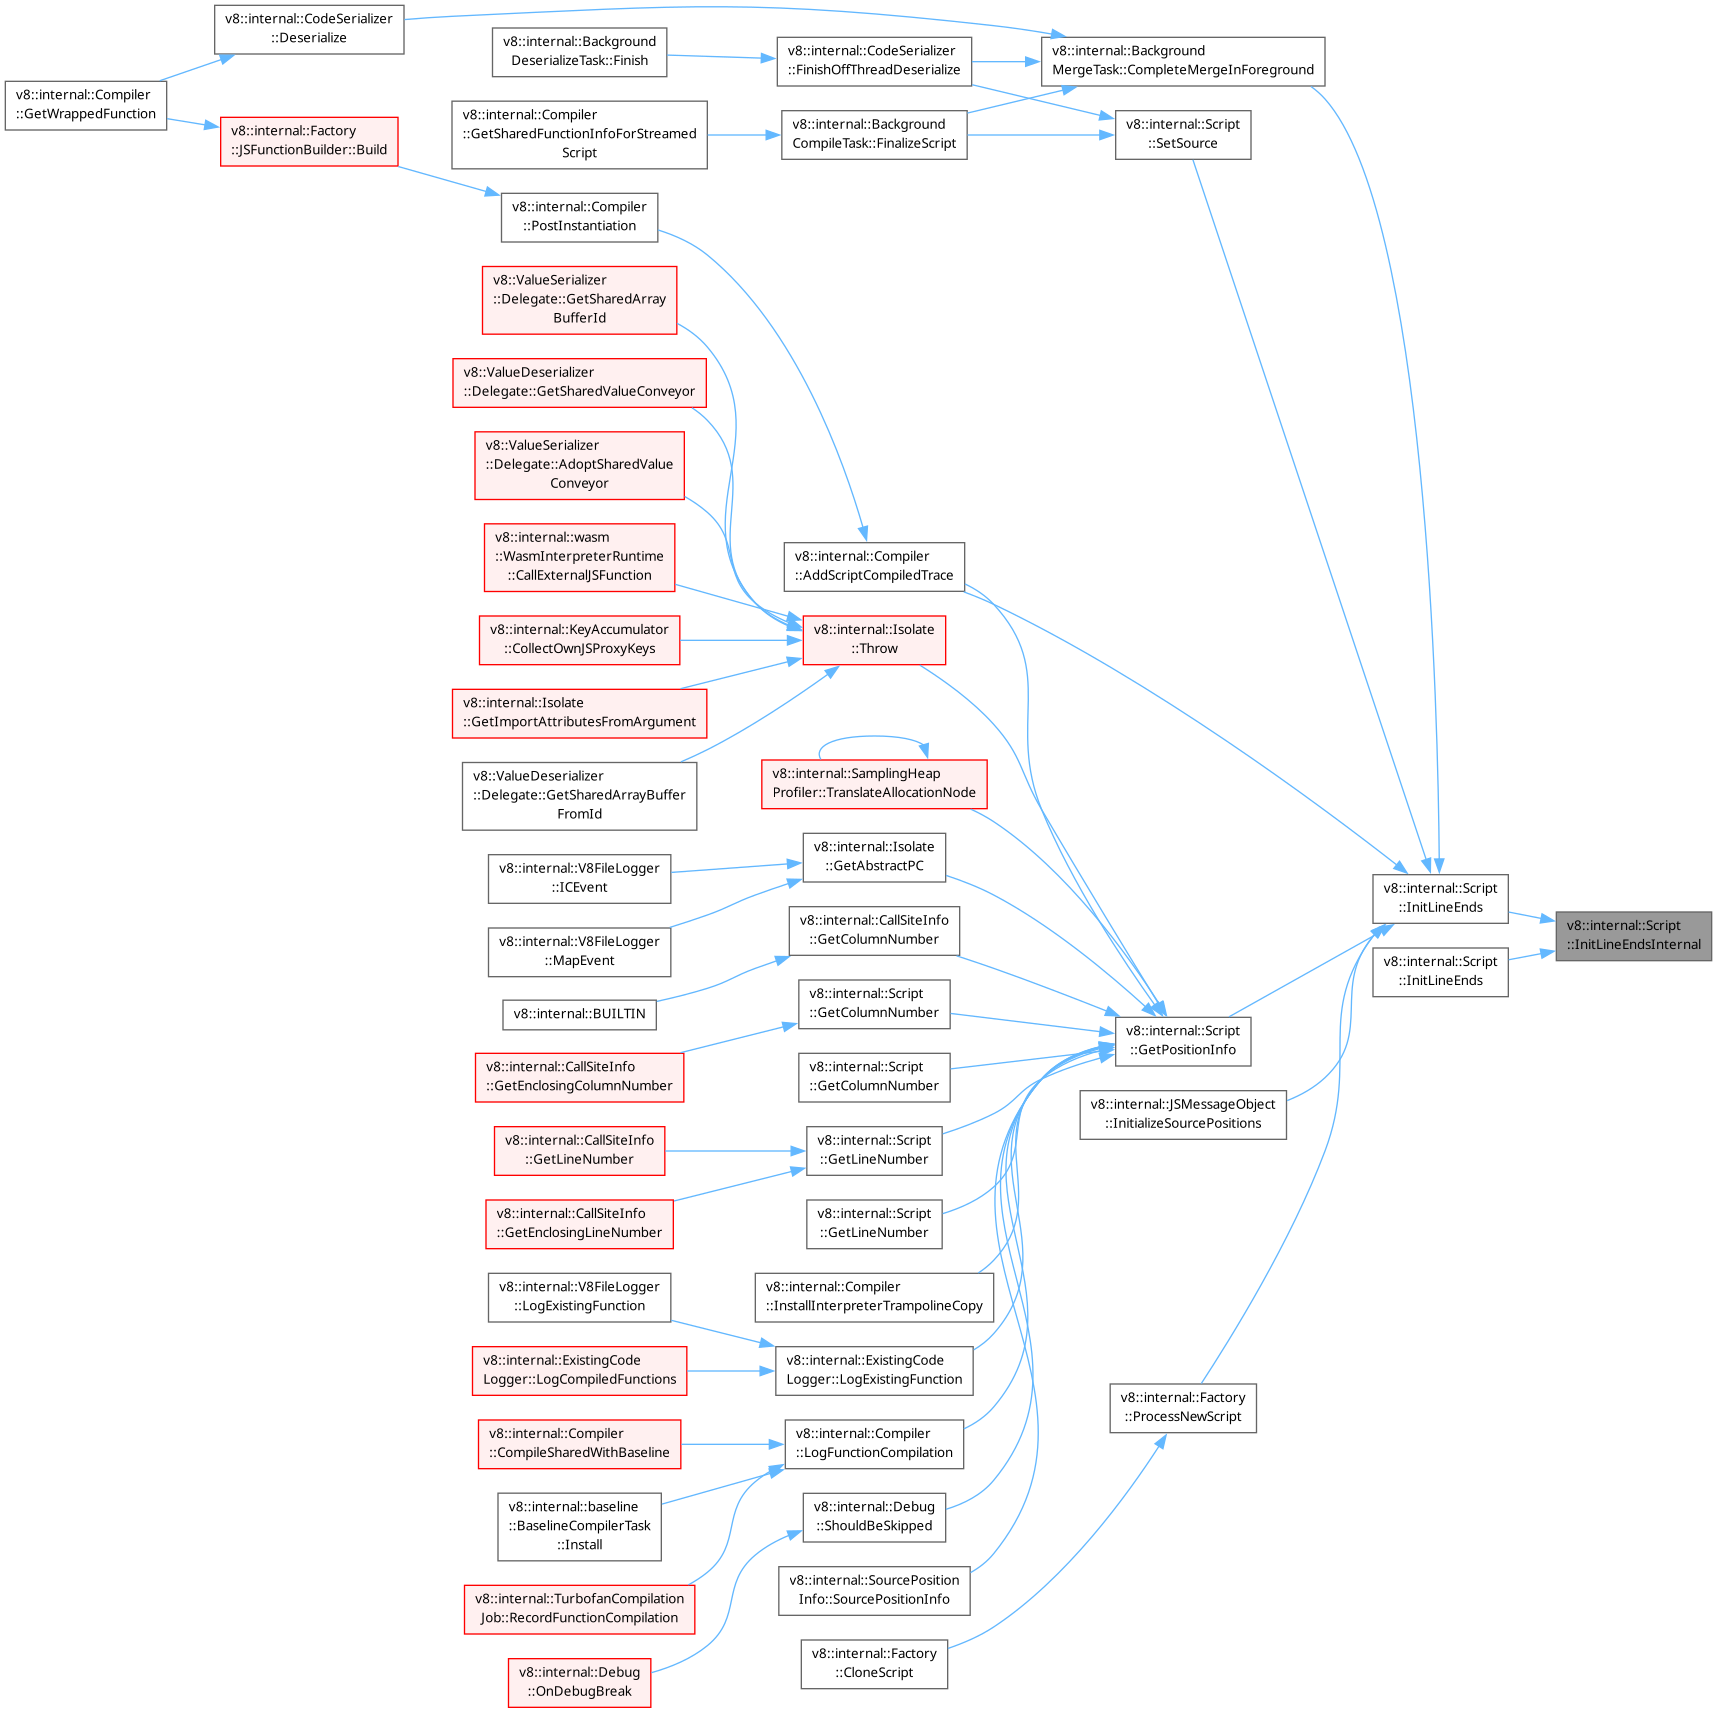 v8::internal::CodeSerializer
::Deserialize
v8::internal::Compiler
::GetWrappedFunction
v8::internal::Factory
::JSFunctionBuilder::Build
v8::internal::Background
DeserializeTask::Finish
v8::internal::CodeSerializer
::FinishOffThreadDeserialize
v8::internal::Background
MergeTask::CompleteMergeInForeground
v8::internal::Compiler
::GetSharedFunctionInfoForStreamed
Script
v8::internal::Background
CompileTask::FinalizeScript
v8::internal::Script
::SetSource
v8::internal::Compiler
::PostInstantiation
v8::ValueSerializer
::Delegate::GetSharedArray
BufferId
v8::ValueDeserializer
::Delegate::GetSharedValueConveyor
v8::ValueSerializer
::Delegate::AdoptSharedValue
Conveyor
v8::internal::wasm
::WasmInterpreterRuntime
::CallExternalJSFunction
v8::internal::Compiler
::AddScriptCompiledTrace
v8::internal::KeyAccumulator
::CollectOwnJSProxyKeys
v8::internal::Isolate
::Throw
v8::internal::Isolate
::GetImportAttributesFromArgument
v8::ValueDeserializer
::Delegate::GetSharedArrayBuffer
FromId
v8::internal::SamplingHeap
Profiler::TranslateAllocationNode
v8::internal::V8FileLogger
::ICEvent
v8::internal::Isolate
::GetAbstractPC
v8::internal::V8FileLogger
::MapEvent
v8::internal::CallSiteInfo
::GetColumnNumber
v8::internal::BUILTIN
v8::internal::Script
::GetColumnNumber
v8::internal::CallSiteInfo
::GetEnclosingColumnNumber
v8::internal::Script
::GetColumnNumber
v8::internal::Script
::GetPositionInfo
v8::internal::Script
::InitLineEnds
v8::internal::Script
::InitLineEndsInternal
v8::internal::Script
::InitLineEnds
v8::internal::JSMessageObject
::InitializeSourcePositions
v8::internal::CallSiteInfo
::GetLineNumber
v8::internal::Script
::GetLineNumber
v8::internal::CallSiteInfo
::GetEnclosingLineNumber
v8::internal::Script
::GetLineNumber
v8::internal::V8FileLogger
::LogExistingFunction
v8::internal::Compiler
::InstallInterpreterTrampolineCopy
v8::internal::ExistingCode
Logger::LogCompiledFunctions
v8::internal::ExistingCode
Logger::LogExistingFunction
v8::internal::Factory
::ProcessNewScript
v8::internal::Compiler
::CompileSharedWithBaseline
v8::internal::Compiler
::LogFunctionCompilation
v8::internal::baseline
::BaselineCompilerTask
::Install
v8::internal::Debug
::ShouldBeSkipped
v8::internal::TurbofanCompilation
Job::RecordFunctionCompilation
v8::internal::SourcePosition
Info::SourcePositionInfo
v8::internal::Debug
::OnDebugBreak
v8::internal::Factory
::CloneScript